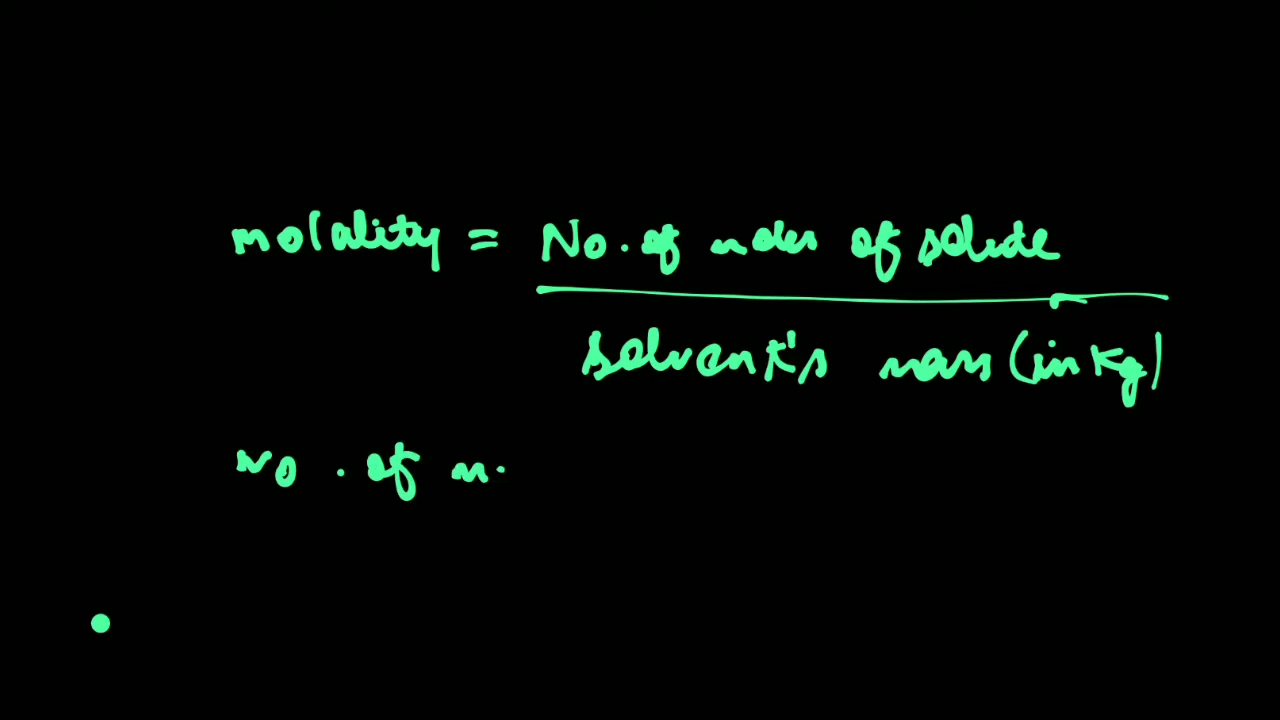 molality = No. of moles of solute
solvent's mass (in kg)
No. of m.